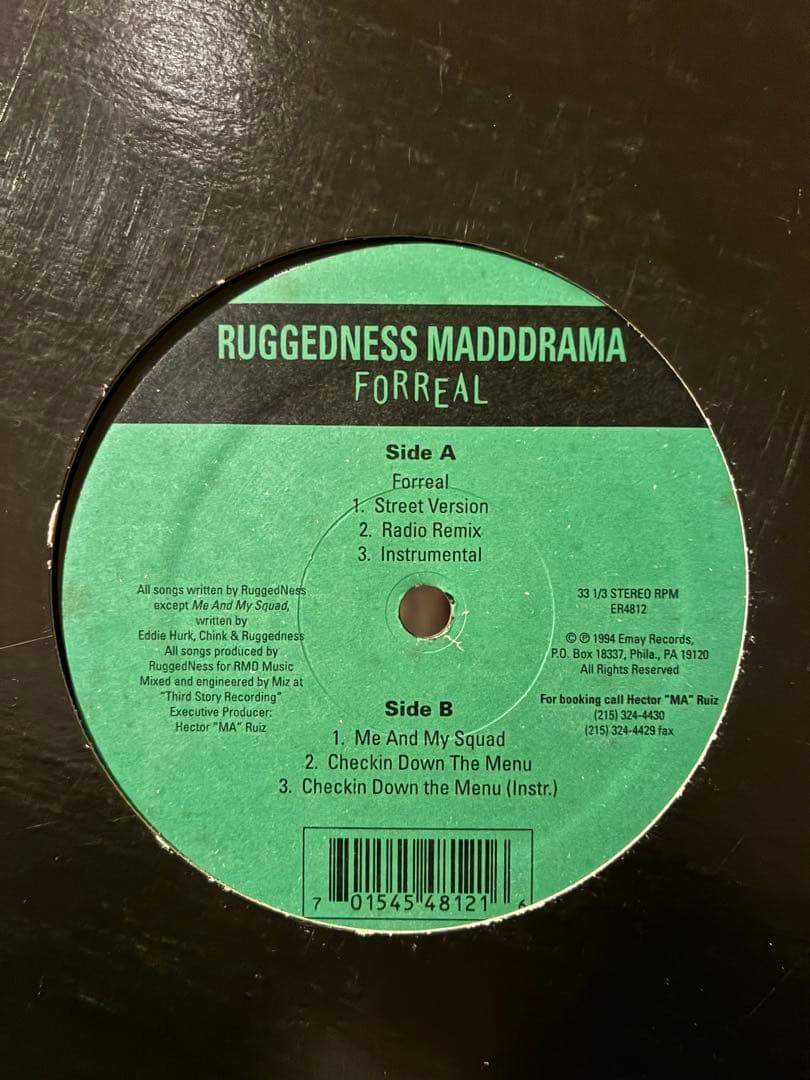 RUGGEDNESS MADDDRAMA
FORREAL
Side A
Forreal
1. Street Version
2. Radio Remix
3. Instrumental
All songs written by RuggedNess
except Me And My Squad,
written by
Eddie Hurk, Chink & Ruggedness
All songs produced by
RuggedNess for RMD Music
Mixed and engineered by Miz at
"Third Story Recording"
Executive Producer:
Hector "MA" Ruiz
33 1/3 STEREO RPM
ER4812
© ℗ 1994 Emay Records,
P.O. Box 18337, Phila., PA 19120
All Rights Reserved
For booking call Hector "MA" Ruiz
(215) 324-4430
(215) 324-4429 fax
Side B
1. Me And My Squad
2. Checkin Down The Menu
3. Checkin Down the Menu (Instr.)
7 01545 48121 6